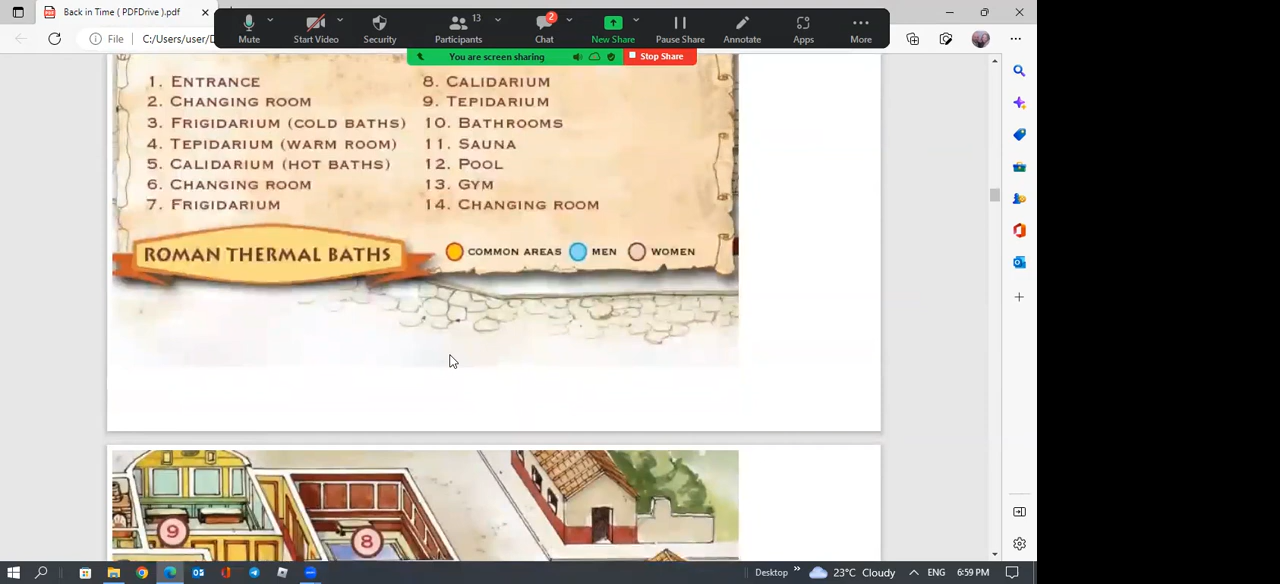 Back in Time ( PDFDrive ).pdf
File
C:/Users/user/D
Mute
Start Video
Security
13
Participants
2
Chat
New Share
Pause Share
Annotate
Apps
More
You are screen sharing
Stop Share
1. ENTRANCE
2. CHANGING ROOM
3. FRIGIDARIUM (COLD BATHS)
4. TEPIDARIUM (WARM ROOM)
5. CALIDARIUM (HOT BATHS)
6. CHANGING ROOM
7. FRIGIDARIUM
8. CALIDARIUM
9. TEPIDARIUM
10. BATHROOMS
11. SAUNA
12. POOL
13. GYM
14. CHANGING ROOM
ROMAN THERMAL BATHS
COMMON AREAS
MEN
WOMEN
9
8
Desktop
23°C Cloudy
ENG
6:59 PM